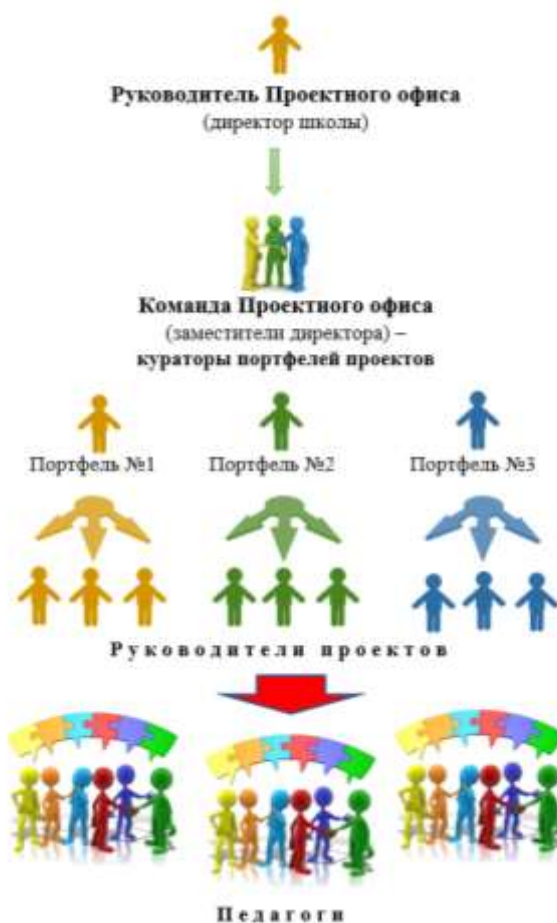 Руководитель Проектного офиса
(директор школы)
Команда Проектного офиса
(заместители директора) –
кураторы портфелей проектов
Портфель №1 Портфель №2 Портфель №3
Руководители проектов
Педагоги